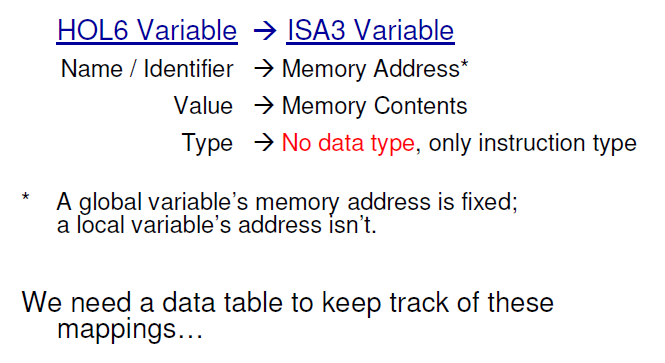 HOL6 Variable → ISA3 Variable
Name / Identifier → Memory Address*
Value → Memory Contents
Type → No data type, only instruction type
* A global variable's memory address is fixed;
a local variable's address isn't.
We need a data table to keep track of these
mappings…